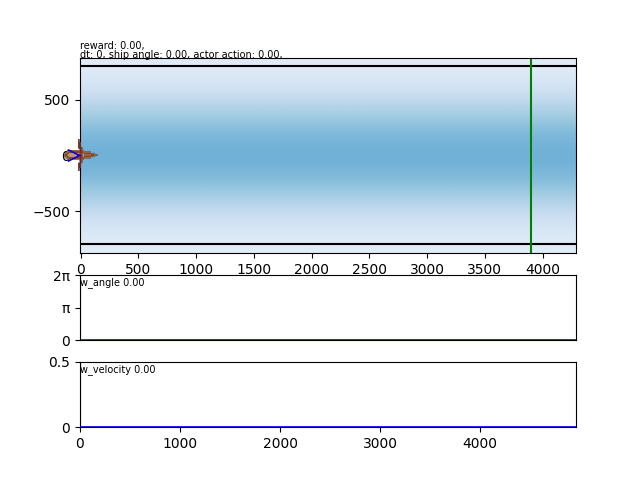 reward: 0.00,
dt: 0, ship angle: 0.00, actor action: 0.00,
500
0
−500
0 500 1000 1500 2000 2500 3000 3500 4000
2π
w_angle 0.00
π
0
0.5
w_velocity 0.00
0
0 1000 2000 3000 4000